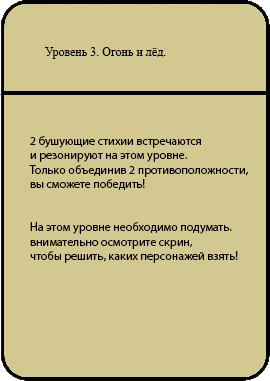 Уровень 3. Огонь и лёд.
2 бушующие стихии встречаются
и резонируют на этом уровне.
Только объединив 2 противоположности,
вы сможете победить!
На этом уровне необходимо подумать.
внимательно осмотрите скрин,
чтобы решить, каких персонажей взять!